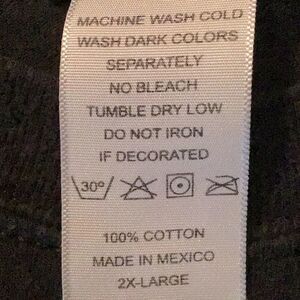 MACHINE WASH COLD
WASH DARK COLORS
SEPARATELY
NO BLEACH
TUMBLE DRY LOW
DO NOT IRON
IF DECORATED
30°
100% COTTON
MADE IN MEXICO
2X-LARGE